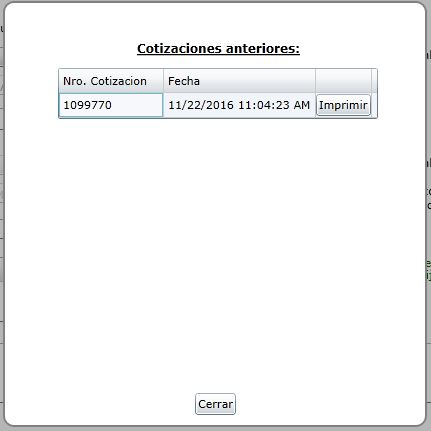 Cotizaciones anteriores:
Nro. Cotizacion Fecha
1099770 11/22/2016 11:04:23 AM Imprimir
Cerrar